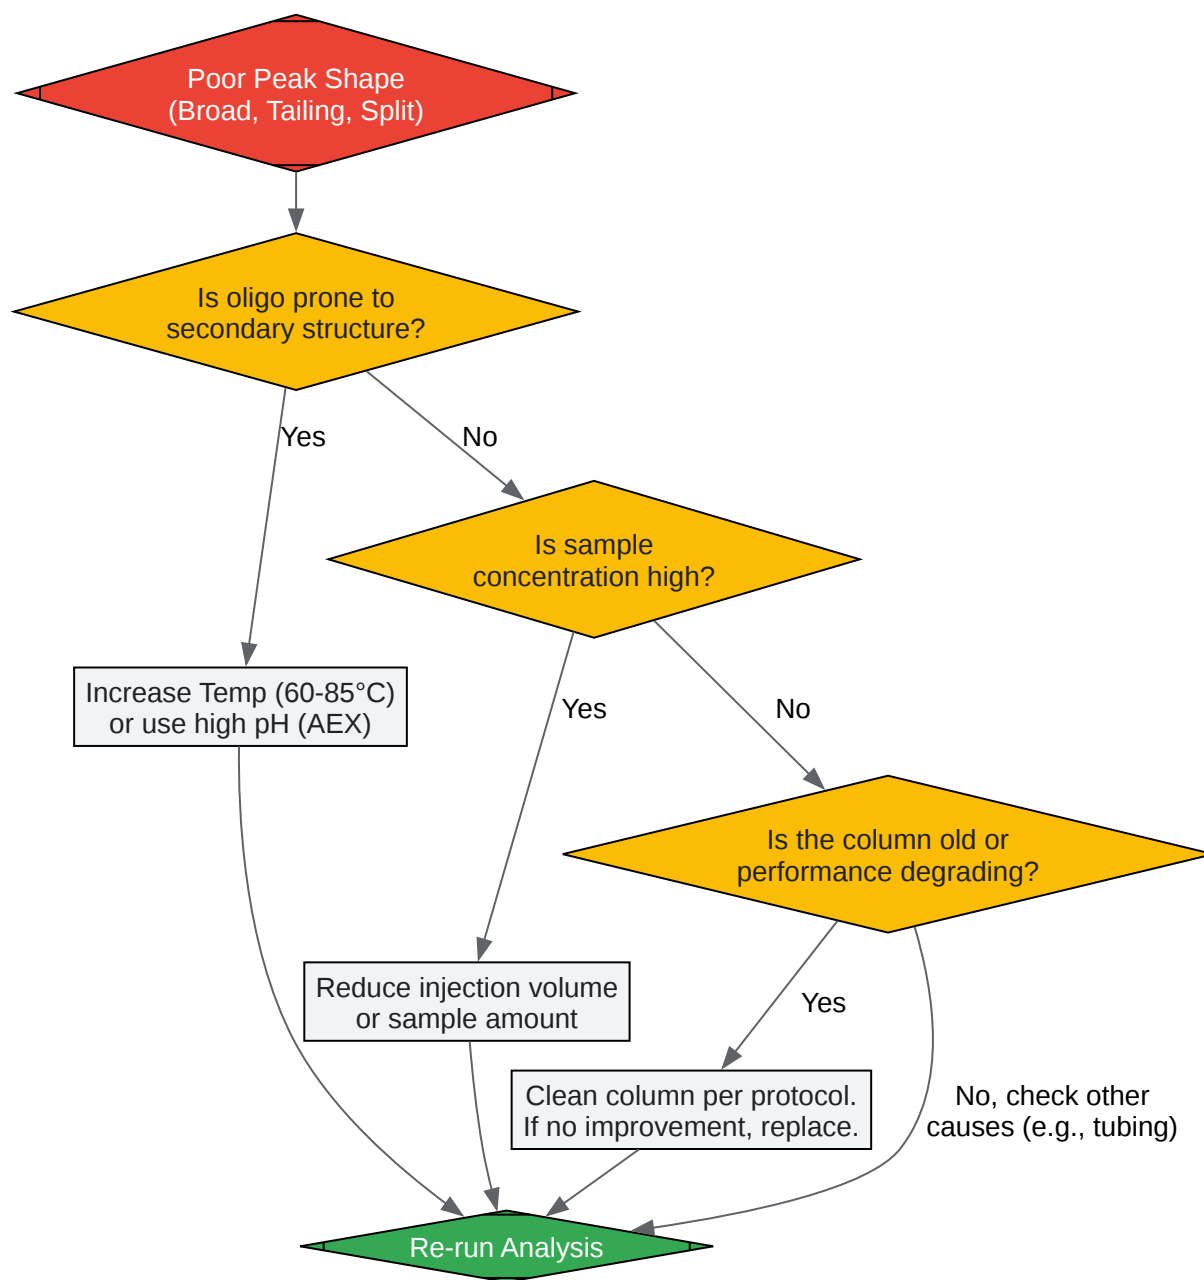 Poor Peak Shape
(Broad, Tailing, Split)
Is oligo prone to
secondary structure?
Yes
No
Is sample
concentration high?
Increase Temp (60-85°C)
or use high pH (AEX)
Yes
No
Is the column old or
performance degrading?
Reduce injection volume
or sample amount
Yes
Clean column per protocol.
If no improvement, replace.
No, check other
causes (e.g., tubing)
Re-run Analysis